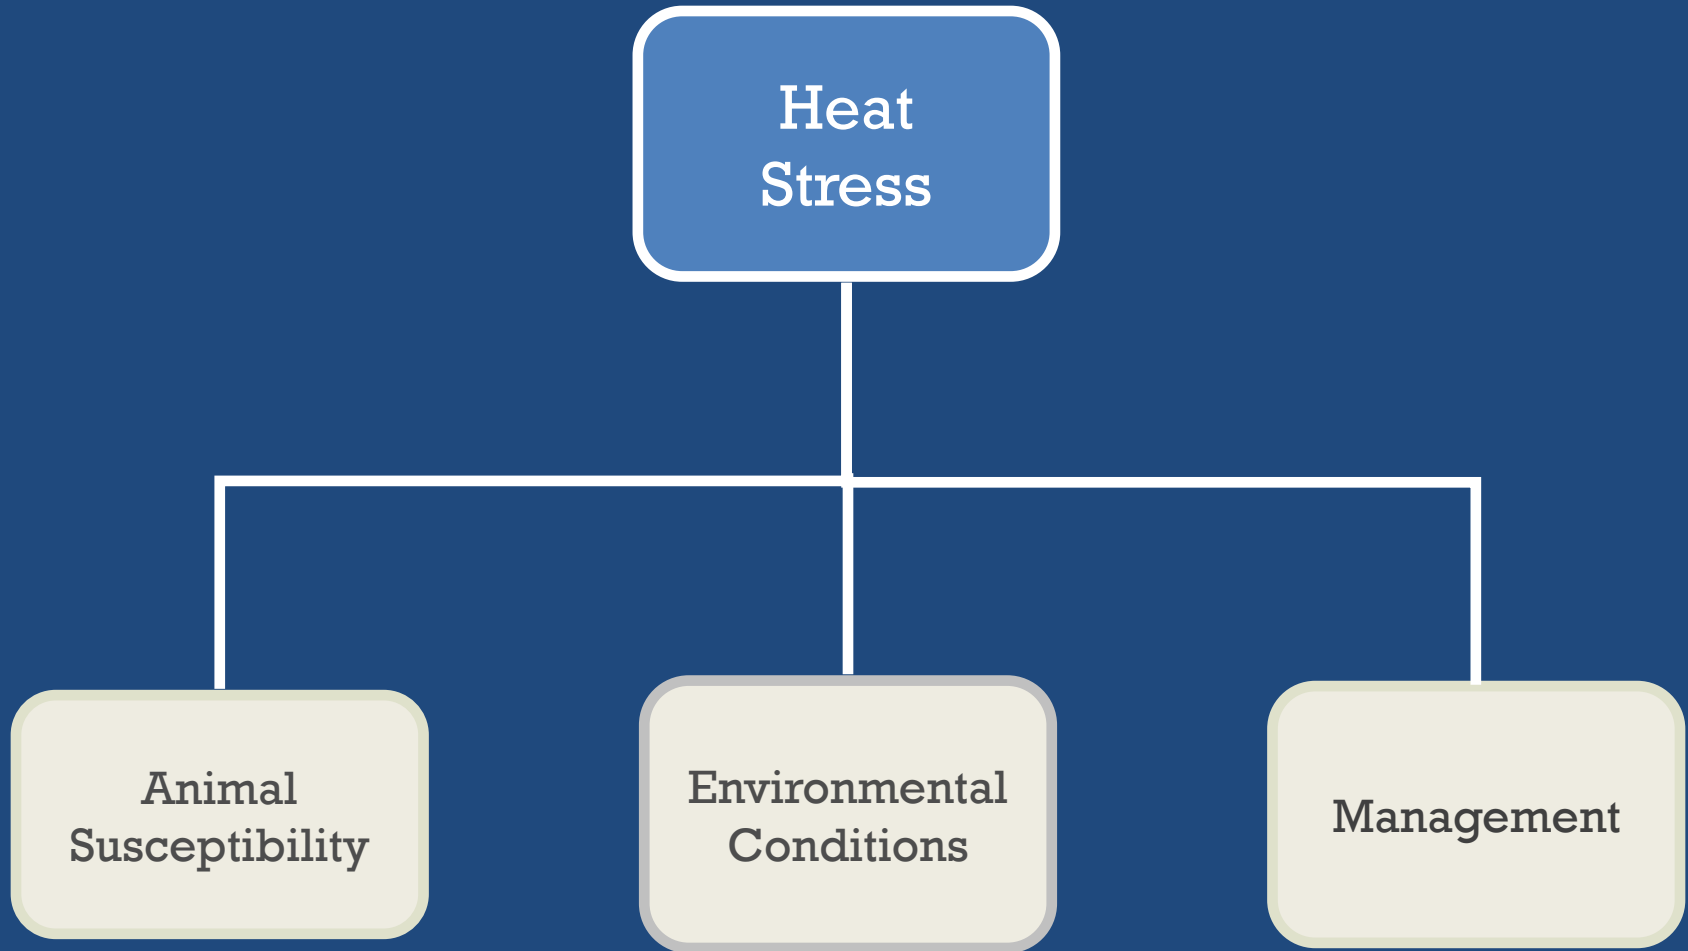 Heat
Stress
Animal
Susceptibility
Environmental
Conditions
Management